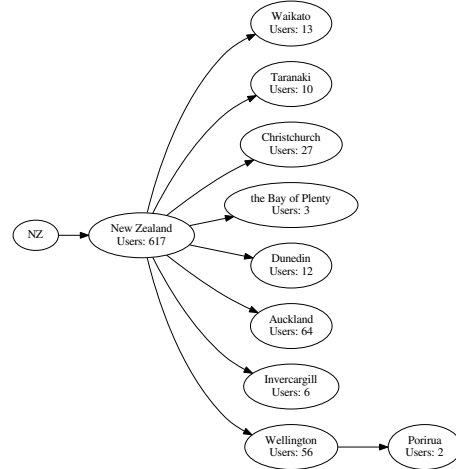 Waikato
Users: 13
Taranaki
Users: 10
Christchurch
Users: 27
the Bay of Plenty
Users: 3
NZ
New Zealand
Users: 617
Dunedin
Users: 12
Auckland
Users: 64
Invercargill
Users: 6
Wellington
Users: 56
Porirua
Users: 2